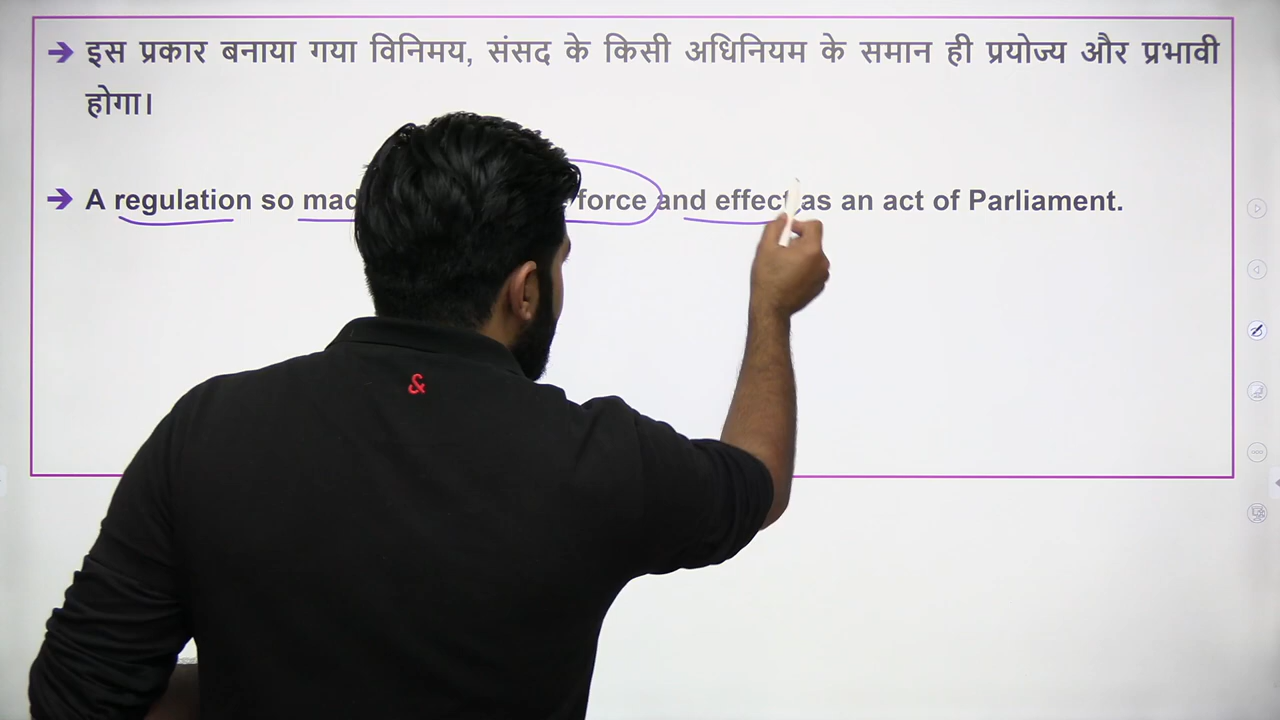 → इस प्रकार बनाया गया विनिमय, संसद के किसी अधिनियम के समान ही प्रयोज्य और प्रभावी
होगा।
→ A regulation so force and effect as an act of Parliament.
&